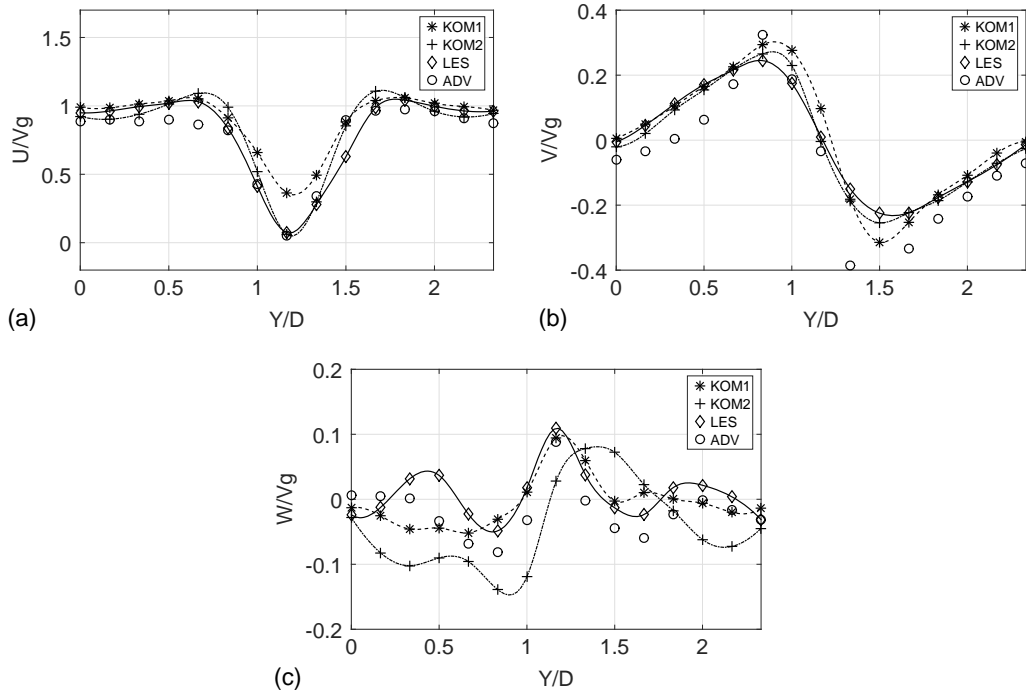 1.5
1
0.5
0
U/Vg
0 0.5 1 1.5 2
Y/D
KOM1
KOM2
LES
ADV
(a)
0.4
0.2
0
-0.2
-0.4
V/Vg
0 0.5 1 1.5 2
Y/D
KOM1
KOM2
LES
ADV
(b)
0.2
0.1
0
-0.1
-0.2
W/Vg
0 0.5 1 1.5 2
Y/D
KOM1
KOM2
LES
ADV
(c)